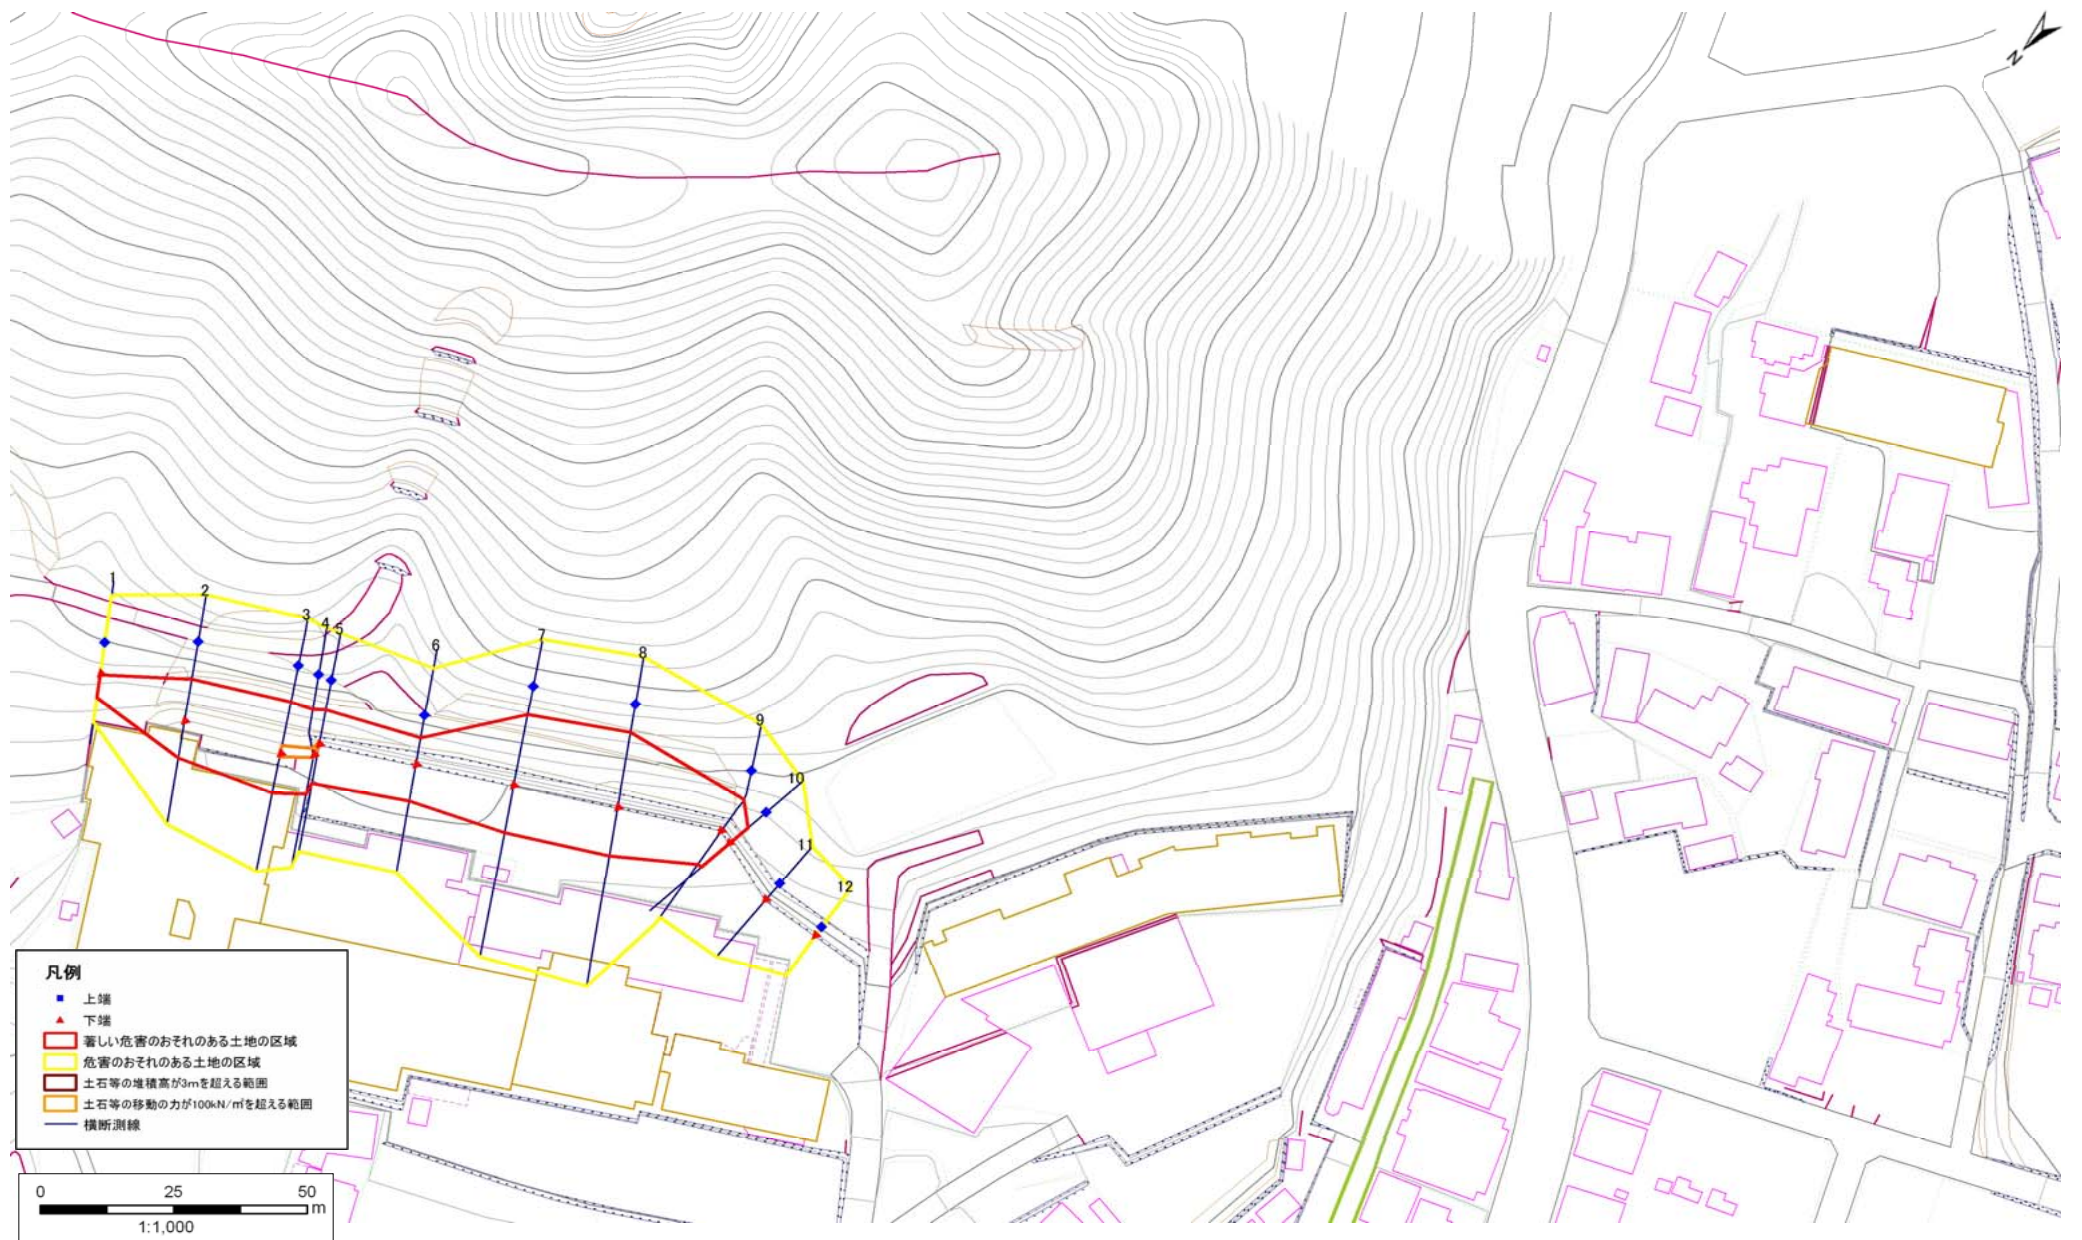 N
1
2
3
4
5
6
7
8
9
10
11
12
凡例
上端
下端
著しい危害のおそれのある土地の区域
危害のおそれのある土地の区域
土石等の堆積高が3mを超える範囲
土石等の移動の力が100kN/㎡を超える範囲
横断測線
0 25 50
m
1:1,000